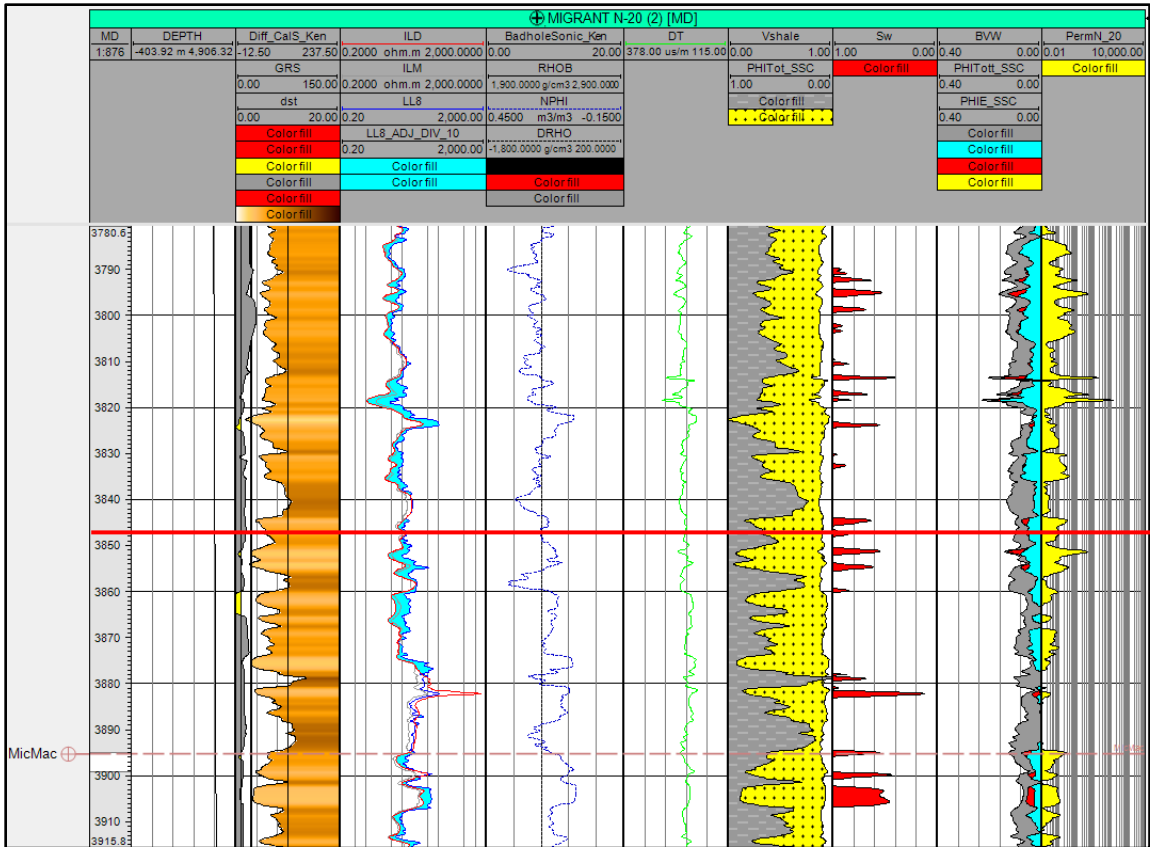 MIGRANT N-20 (2) [MD]
MD DEPTH Diff_CalS_Ken ILD BadholeSonic_Ken DT Vshale Sw BVW PermN_20
1:876 -403.92 m 4,906.32 -12.50 237.50 0.2000 ohm.m 2,000.0000 0.00 20.00 378.00 us/m 115.00 0.00 1.00 1.00 0.00 0.40 0.00 0.01 10,000.00
GRS ILM RHOB PHITot_SSC Color fill PHITott_SSC Color fill
0.00 150.00 0.2000 ohm.m 2,000.0000 1,900.0000 g/cm3 2,900.0000 1.00 0.00 0.40 0.00
dst LL8 NPHI Color fill PHIE_SSC
0.00 20.00 0.20 2,000.00 0.4500 m3/m3 -0.1500 Color fill 0.40 0.00
Color fill LL8_ADJ_DIV_10 DRHO Color fill
Color fill 0.20 2,000.00 -1,800.0000 g/cm3 200.0000 Color fill
Color fill Color fill Color fill
Color fill Color fill Color fill Color fill
Color fill Color fill
Color fill
3780.6
3790
3800
3810
3820
3830
3840
3850
3860
3870
3880
3890
MicMac
3900
3910
3915.8